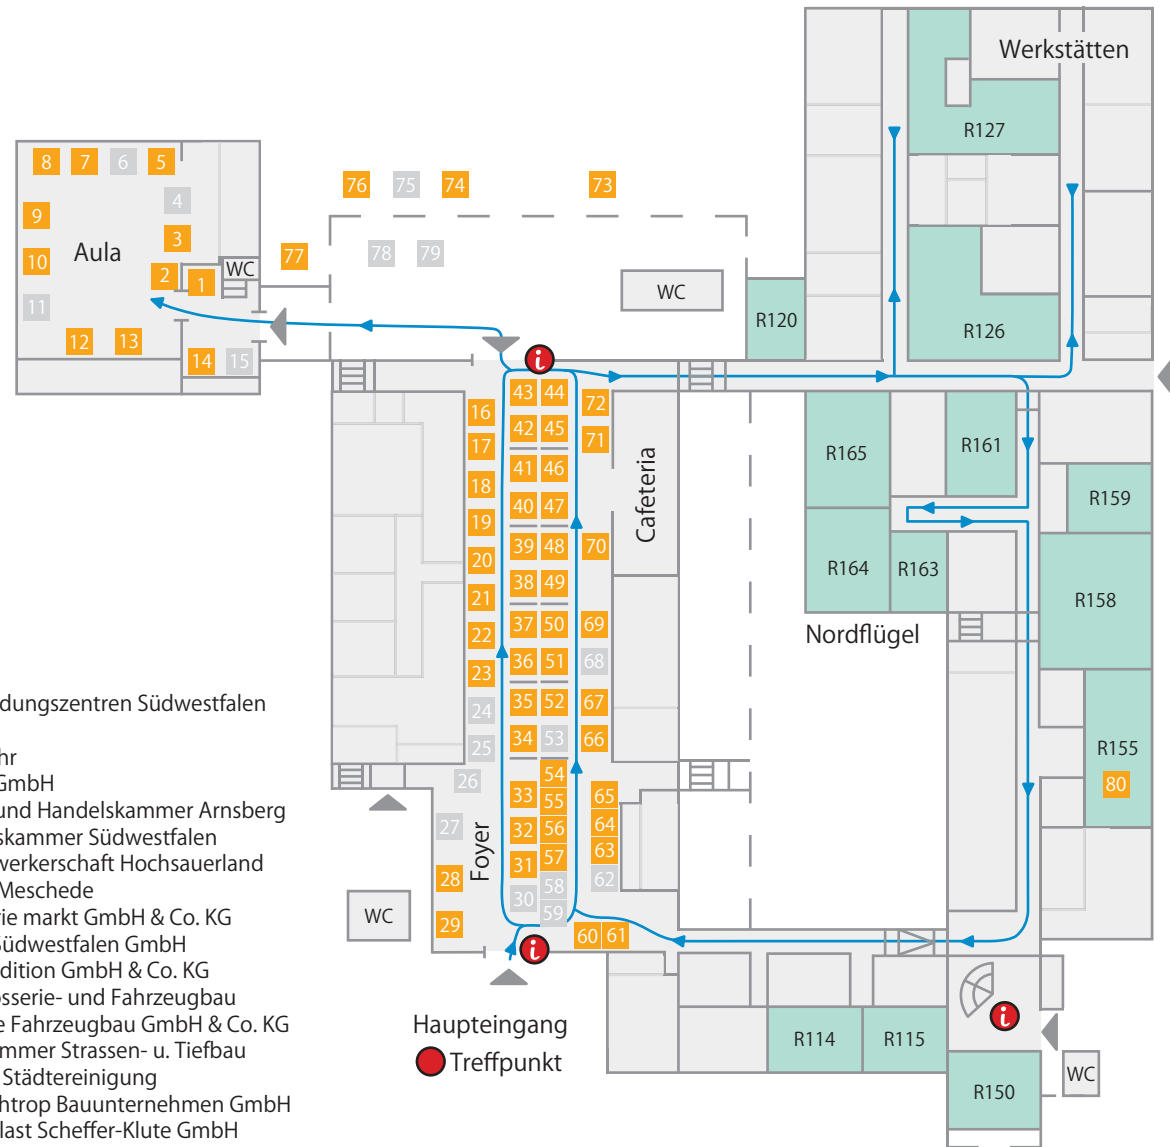 Werkstätten
R127
8 7 6 5
76 75 74 73
4
9
3
Aula
10
77
78 79
WC
2 1
WC
11
R120
R126
12 13
14 15
i
43 44
72
16
42 45
71
17
Cafeteria
R165
R161
41 46
18
R159
40 47
19
39 48
70
20
R164
R163
38 49
21
R158
37 50
69
22
Nordflügel
36 51
68
23
35 52
67
24
34 53
66
25
R155
80
26
54
33 55
65
27
32 56
64
31 57
63
Foyer
28
30 58
62
59
WC
29
60 61
i
dungszentren Südwestfalen
hr
GmbH
und Handelskammer Arnsberg
skammer Südwestfalen
werkerschaft Hochsauerland
Meschede
rie markt GmbH & Co. KG
Südwestfalen GmbH
dition GmbH & Co. KG
osserie- und Fahrzeugbau
e Fahrzeugbau GmbH & Co. KG
mmer Strassen- u. Tiefbau
Städtereinigung
htrop Bauunternehmen GmbH
last Scheffer-Klute GmbH
Haupteingang
Treffpunkt
i
R114
R115
R150
WC